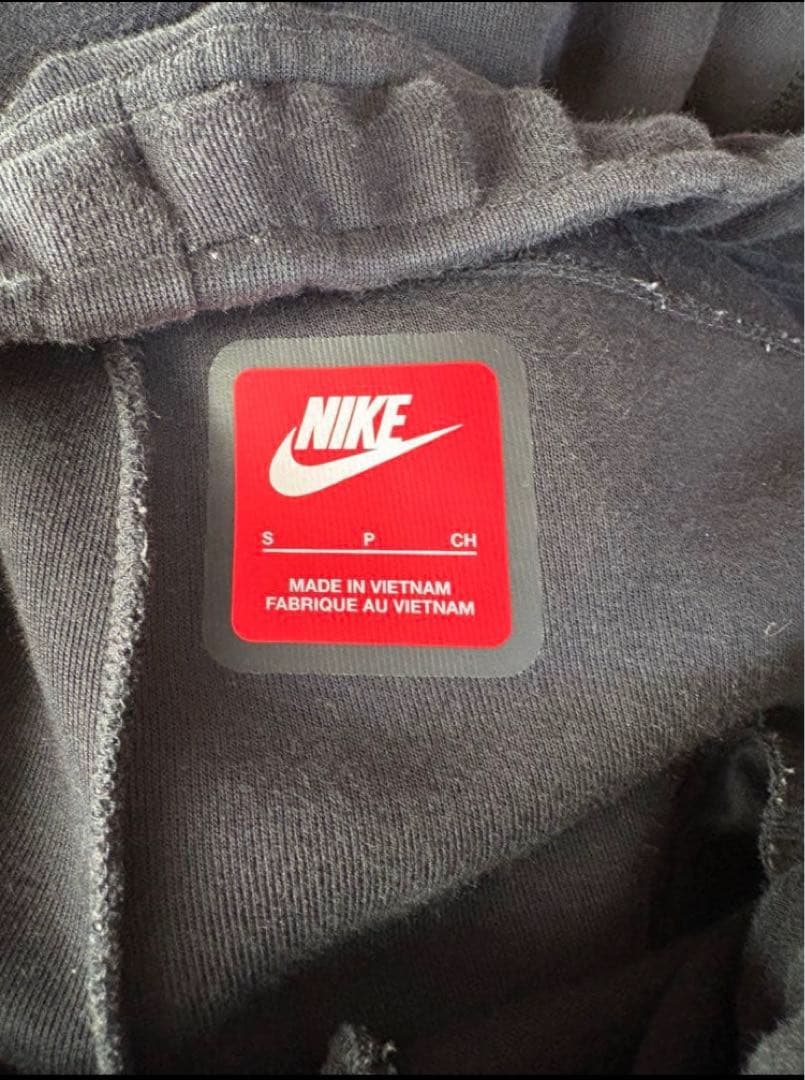 NIKE
S P CH
MADE IN VIETNAM
FABRIQUE AU VIETNAM